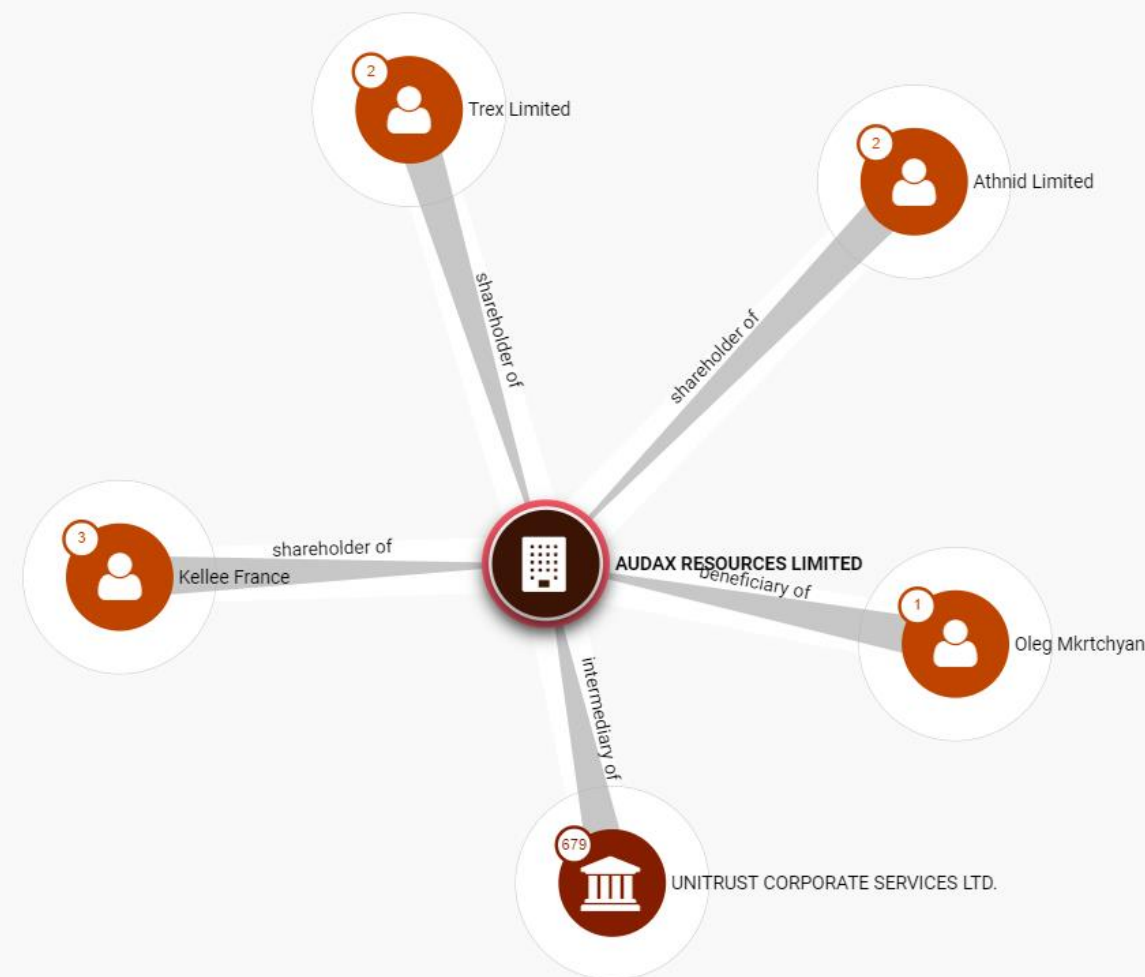 2
Trex Limited
2
Athnid Limited
shareholder of
shareholder of
3
Kellee France
shareholder of
AUDAX RESOURCES LIMITED
beneficiary of
1
Oleg Mkrtchyan
intermediary of
679
UNITRUST CORPORATE SERVICES LTD.